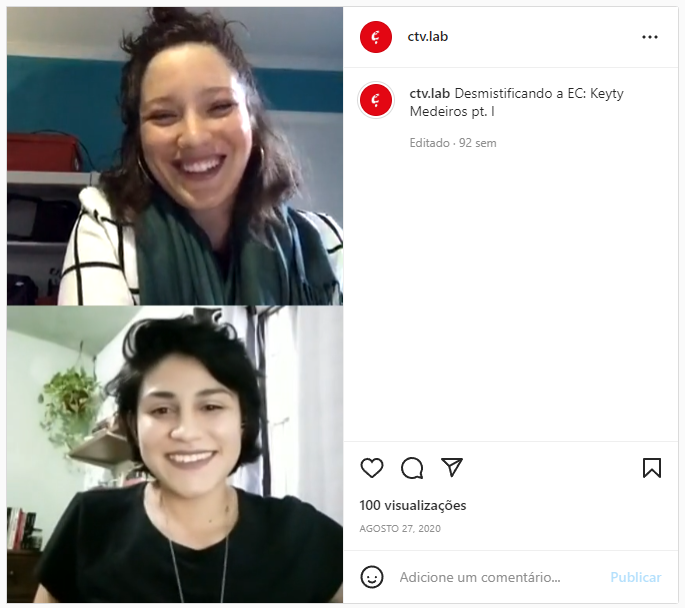 ctv.lab
ctv.lab Desmistificando a EC: Keyty
Medeiros pt. I
Editado · 92 sem
100 visualizações
AGOSTO 27, 2020
Adicione um comentário... Publicar